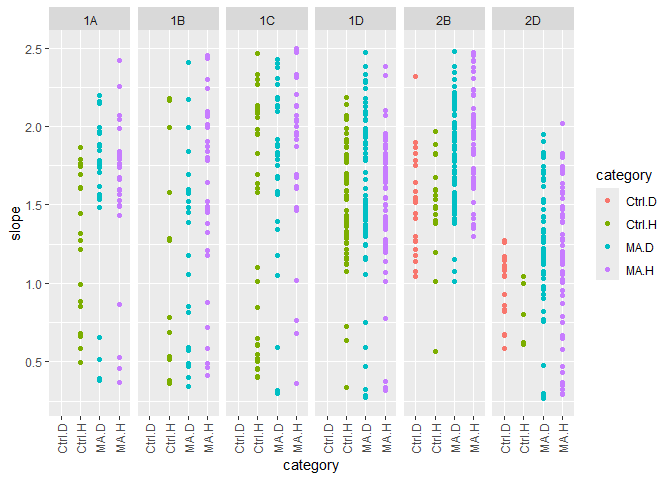 1A 1B 1C 1D 2B 2D
2.5
2.0
1.5
1.0
0.5
slope
Ctrl.D Ctrl.H MA.D MA.H Ctrl.D Ctrl.H MA.D MA.H Ctrl.D Ctrl.H MA.D MA.H Ctrl.D Ctrl.H MA.D MA.H Ctrl.D Ctrl.H MA.D MA.H Ctrl.D Ctrl.H MA.D MA.H
category
category
Ctrl.D
Ctrl.H
MA.D
MA.H